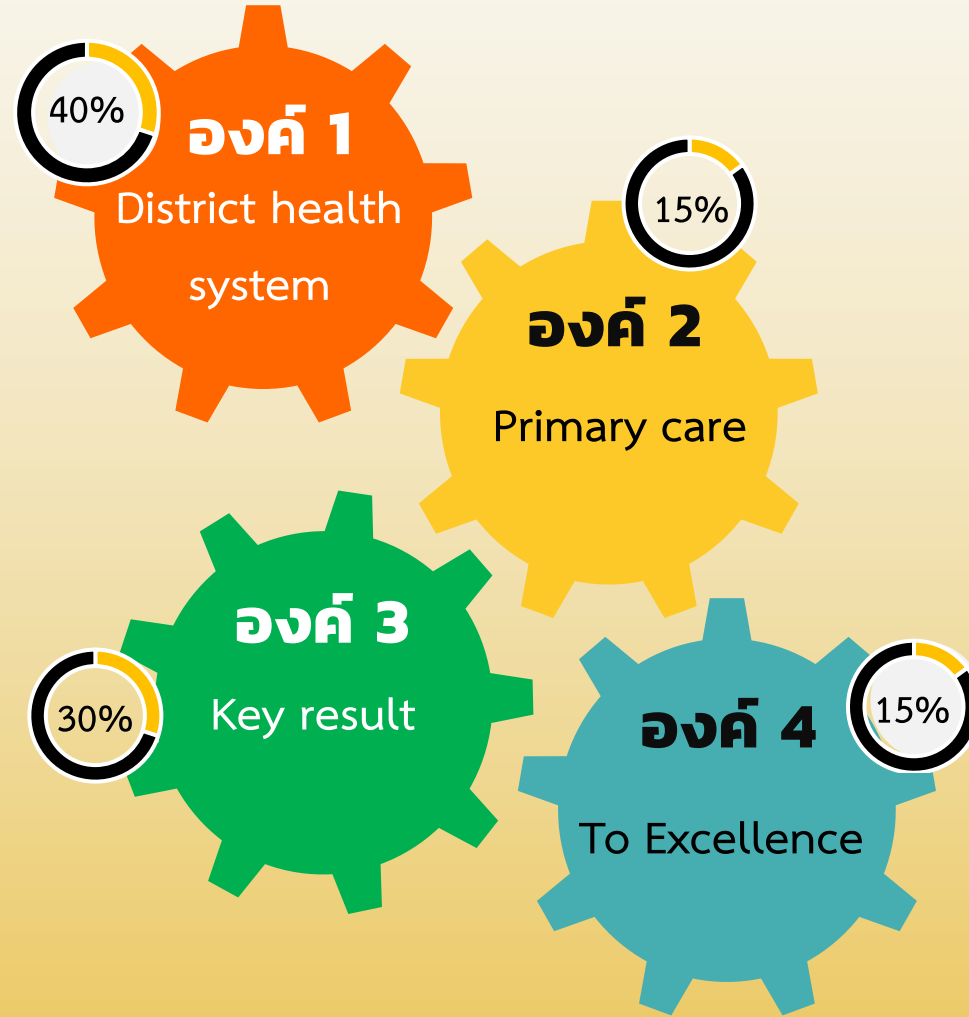 40%
องค์ 1
District health
system
15%
องค์ 2
Primary care
องค์ 3
30%
Key result
องค์ 4
15%
To Excellence